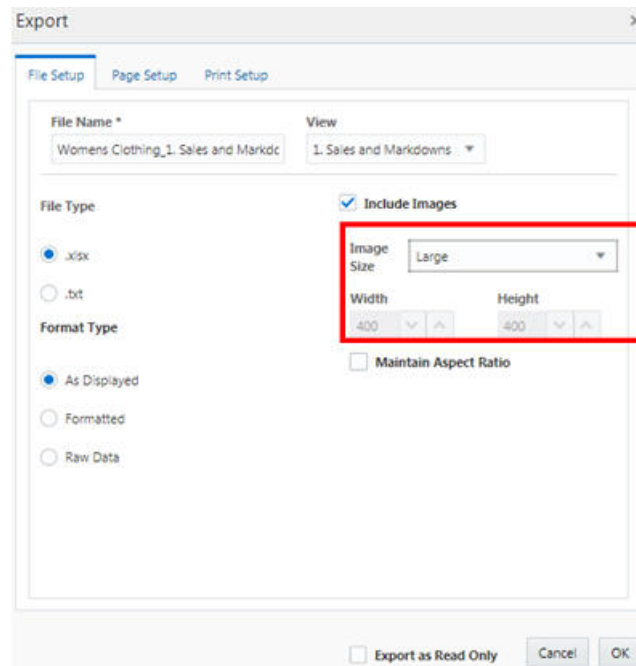 Export
File Setup Page Setup Print Setup
File Name * View
Womens Clothing_1. Sales and Markdc 1. Sales and Markdowns
File Type Include Images
.xlsx Image Size Large
.txt Width Height
Format Type 400 400
As Displayed Maintain Aspect Ratio
Formatted
Raw Data
Export as Read Only Cancel OK